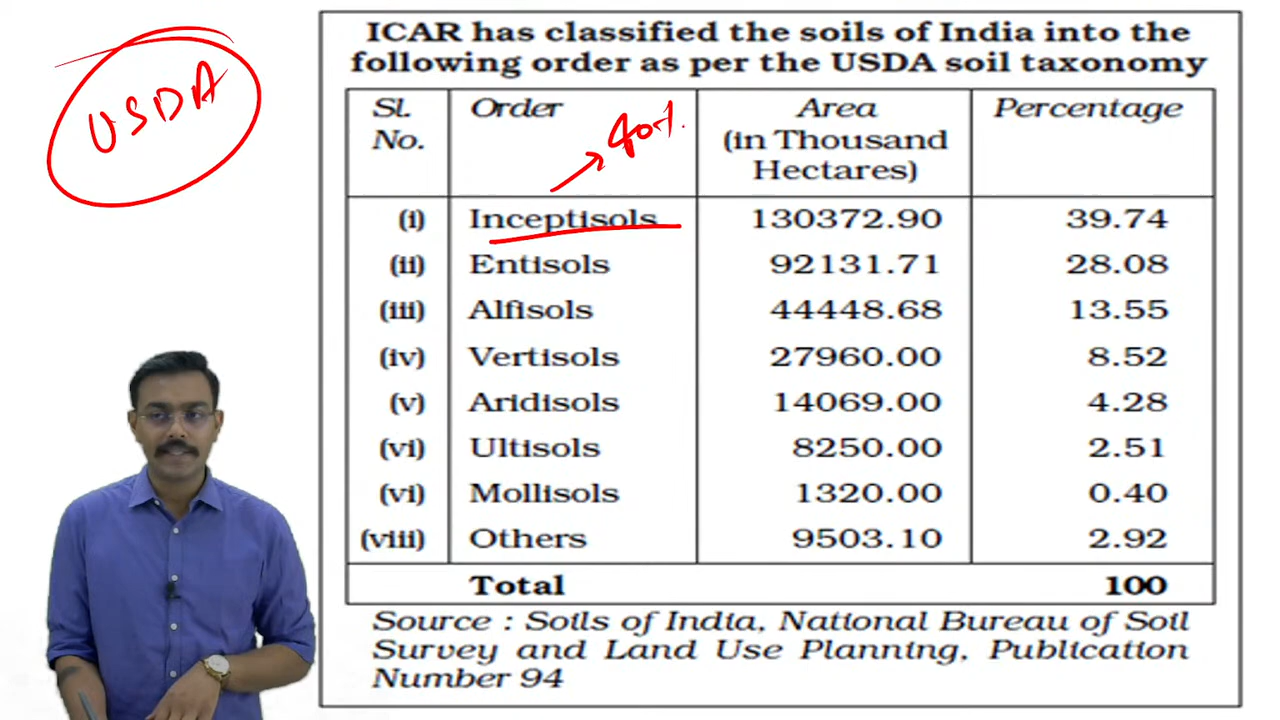 USDA
ICAR has classified the soils of India into the
following order as per the USDA soil taxonomy
Sl. No. Order Area (in Thousand Hectares) Percentage
40%.
(i) Inceptisols 130372.90 39.74
(ii) Entisols 92131.71 28.08
(iii) Alfisols 44448.68 13.55
(iv) Vertisols 27960.00 8.52
(v) Aridisols 14069.00 4.28
(vi) Ultisols 8250.00 2.51
(vi) Mollisols 1320.00 0.40
(viii) Others 9503.10 2.92
Total 100
Source : Soils of India, National Bureau of Soil
Survey and Land Use Planning, Publication
Number 94